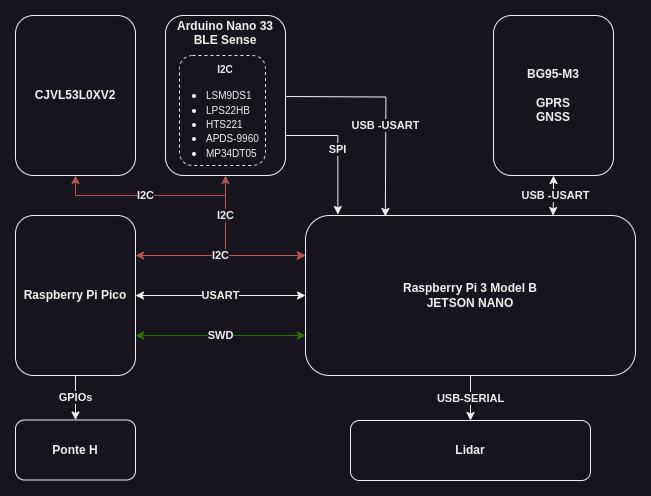 CJVL53L0XV2
Arduino Nano 33
BLE Sense
I2C
• LSM9DS1
• LPS22HB
• HTS221
• APDS-9960
• MP34DT05
BG95-M3
GPRS
GNSS
USB -USART
SPI
USB -USART
I2C
I2C
I2C
Raspberry Pi Pico
USART
SWD
Raspberry Pi 3 Model B
JETSON NANO
GPIOs
USB-SERIAL
Ponte H
Lidar